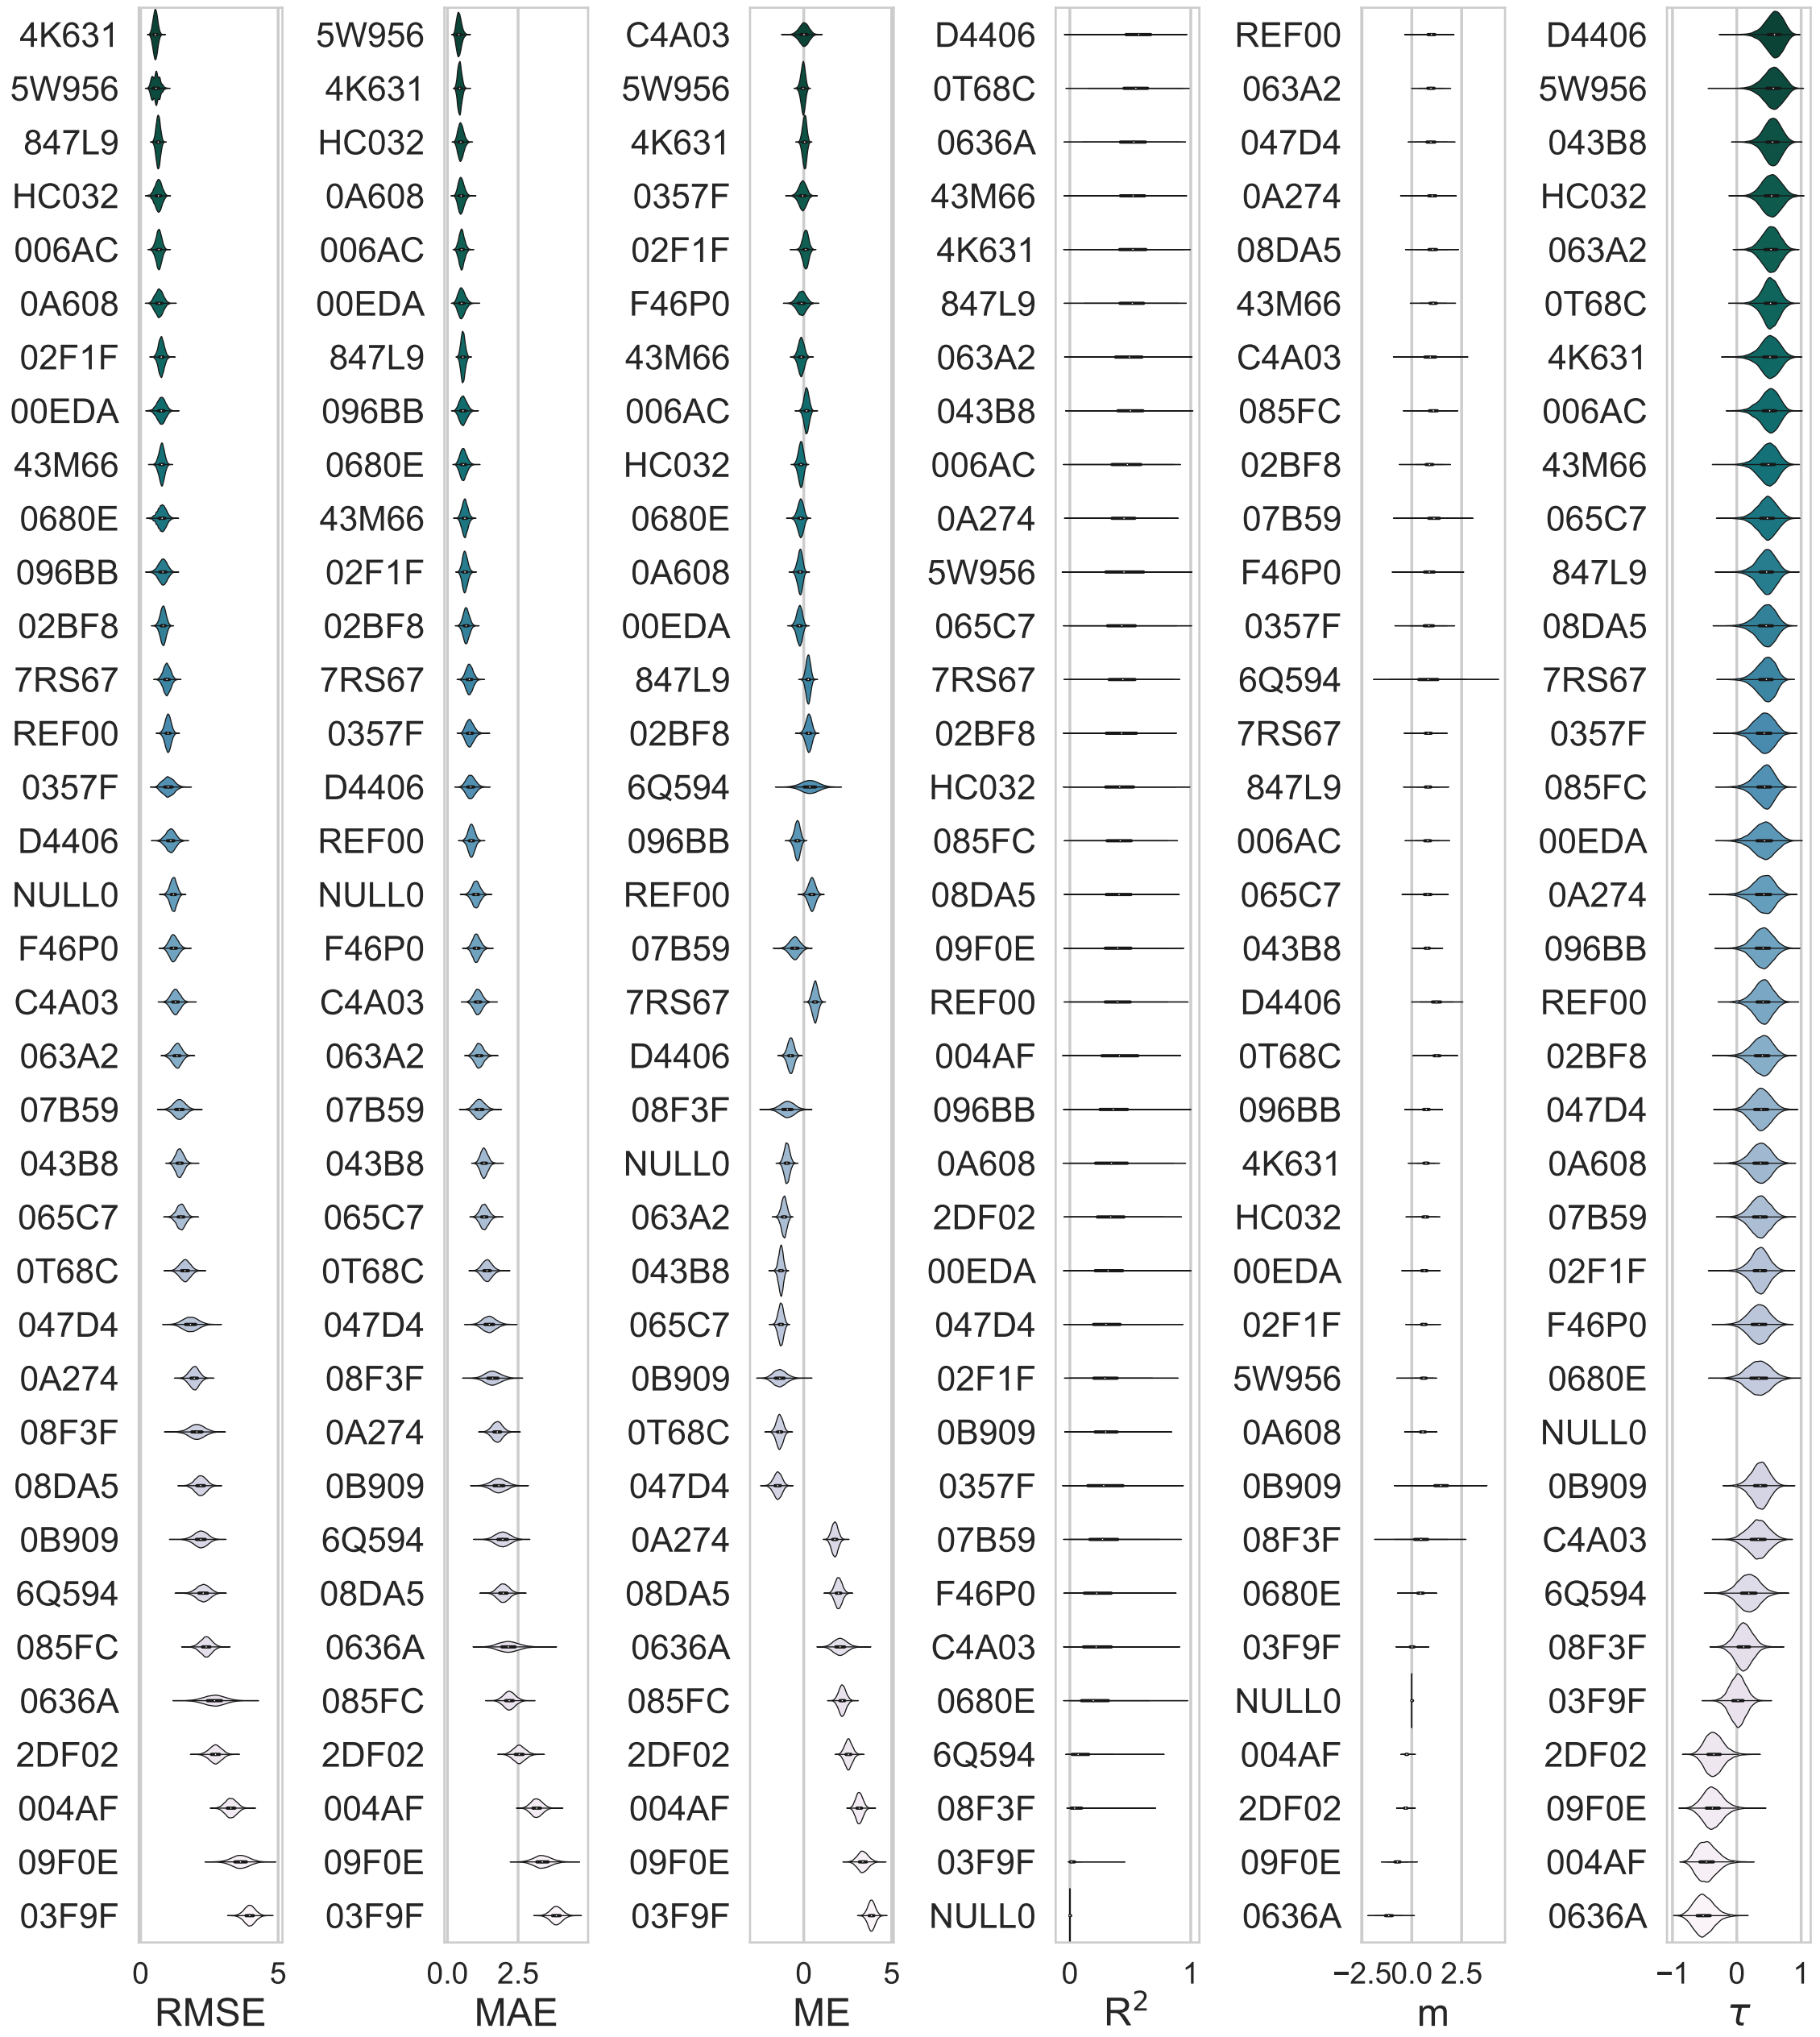 4K631 5W956 C4A03 D4406 REF00 D4406
5W956 4K631 5W956 0T68C 063A2 5W956
847L9 HC032 4K631 0636A 047D4 043B8
HC032 0A608 0357F 43M66 0A274 HC032
006AC 006AC 02F1F 4K631 08DA5 063A2
0A608 00EDA F46P0 847L9 43M66 0T68C
02F1F 847L9 43M66 063A2 C4A03 4K631
00EDA 096BB 006AC 043B8 085FC 006AC
43M66 0680E HC032 006AC 02BF8 43M66
0680E 43M66 0680E 0A274 07B59 065C7
096BB 02F1F 0A608 5W956 F46P0 847L9
02BF8 02BF8 00EDA 065C7 0357F 08DA5
7RS67 7RS67 847L9 7RS67 6Q594 7RS67
REF00 0357F 02BF8 02BF8 7RS67 0357F
0357F D4406 6Q594 HC032 847L9 085FC
D4406 REF00 096BB 085FC 006AC 00EDA
NULL0 NULL0 REF00 08DA5 065C7 0A274
F46P0 F46P0 07B59 09F0E 043B8 096BB
C4A03 C4A03 7RS67 REF00 D4406 REF00
063A2 063A2 D4406 004AF 0T68C 02BF8
07B59 07B59 08F3F 096BB 096BB 047D4
043B8 043B8 NULL0 0A608 4K631 0A608
065C7 065C7 063A2 2DF02 HC032 07B59
0T68C 0T68C 043B8 00EDA 00EDA 02F1F
047D4 047D4 065C7 047D4 02F1F F46P0
0A274 08F3F 0B909 02F1F 5W956 0680E
08F3F 0A274 0T68C 0B909 0A608 NULL0
08DA5 0B909 047D4 0357F 0B909 0B909
0B909 6Q594 0A274 07B59 08F3F C4A03
6Q594 08DA5 08DA5 F46P0 0680E 6Q594
085FC 0636A 0636A C4A03 03F9F 08F3F
0636A 085FC 085FC 0680E NULL0 03F9F
2DF02 2DF02 2DF02 6Q594 004AF 2DF02
004AF 004AF 004AF 08F3F 2DF02 09F0E
09F0E 09F0E 09F0E 03F9F 09F0E 004AF
03F9F 03F9F 03F9F NULL0 0636A 0636A
0 5 0.0 2.5 0 5 0 1 −2.5 0.0 2.5 −1 0 1
RMSE MAE ME R² m τ